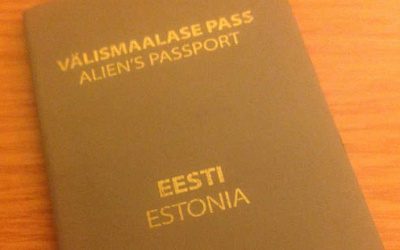 VÄLISMAALASE PASS
ALIEN'S PASSPORT
EESTI
ESTONIA